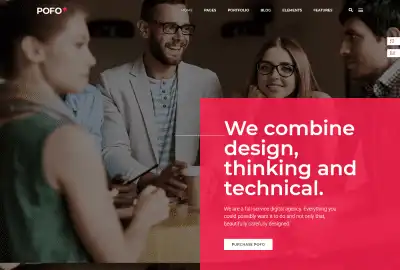 POFO
HOME PAGES PORTFOLIO BLOG ELEMENTS FEATURES
We combine
design,
thinking and
technical.
We are a full service digital agency. Everything you
could possibly want it to do and not only that,
beautifully carefully designed.
PURCHASE POFO